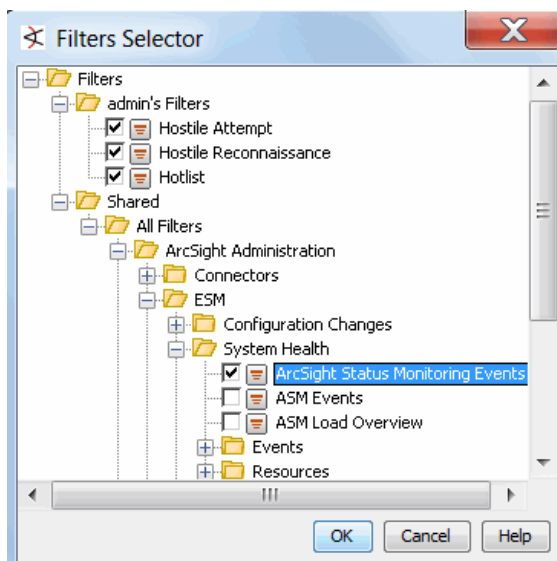 Filters Selector
Filters
admin's Filters
Hostile Attempt
Hostile Reconnaissance
Hotlist
Shared
All Filters
ArcSight Administration
Connectors
ESM
Configuration Changes
System Health
ArcSight Status Monitoring Events
ASM Events
ASM Load Overview
Events
Resources
OK Cancel Help